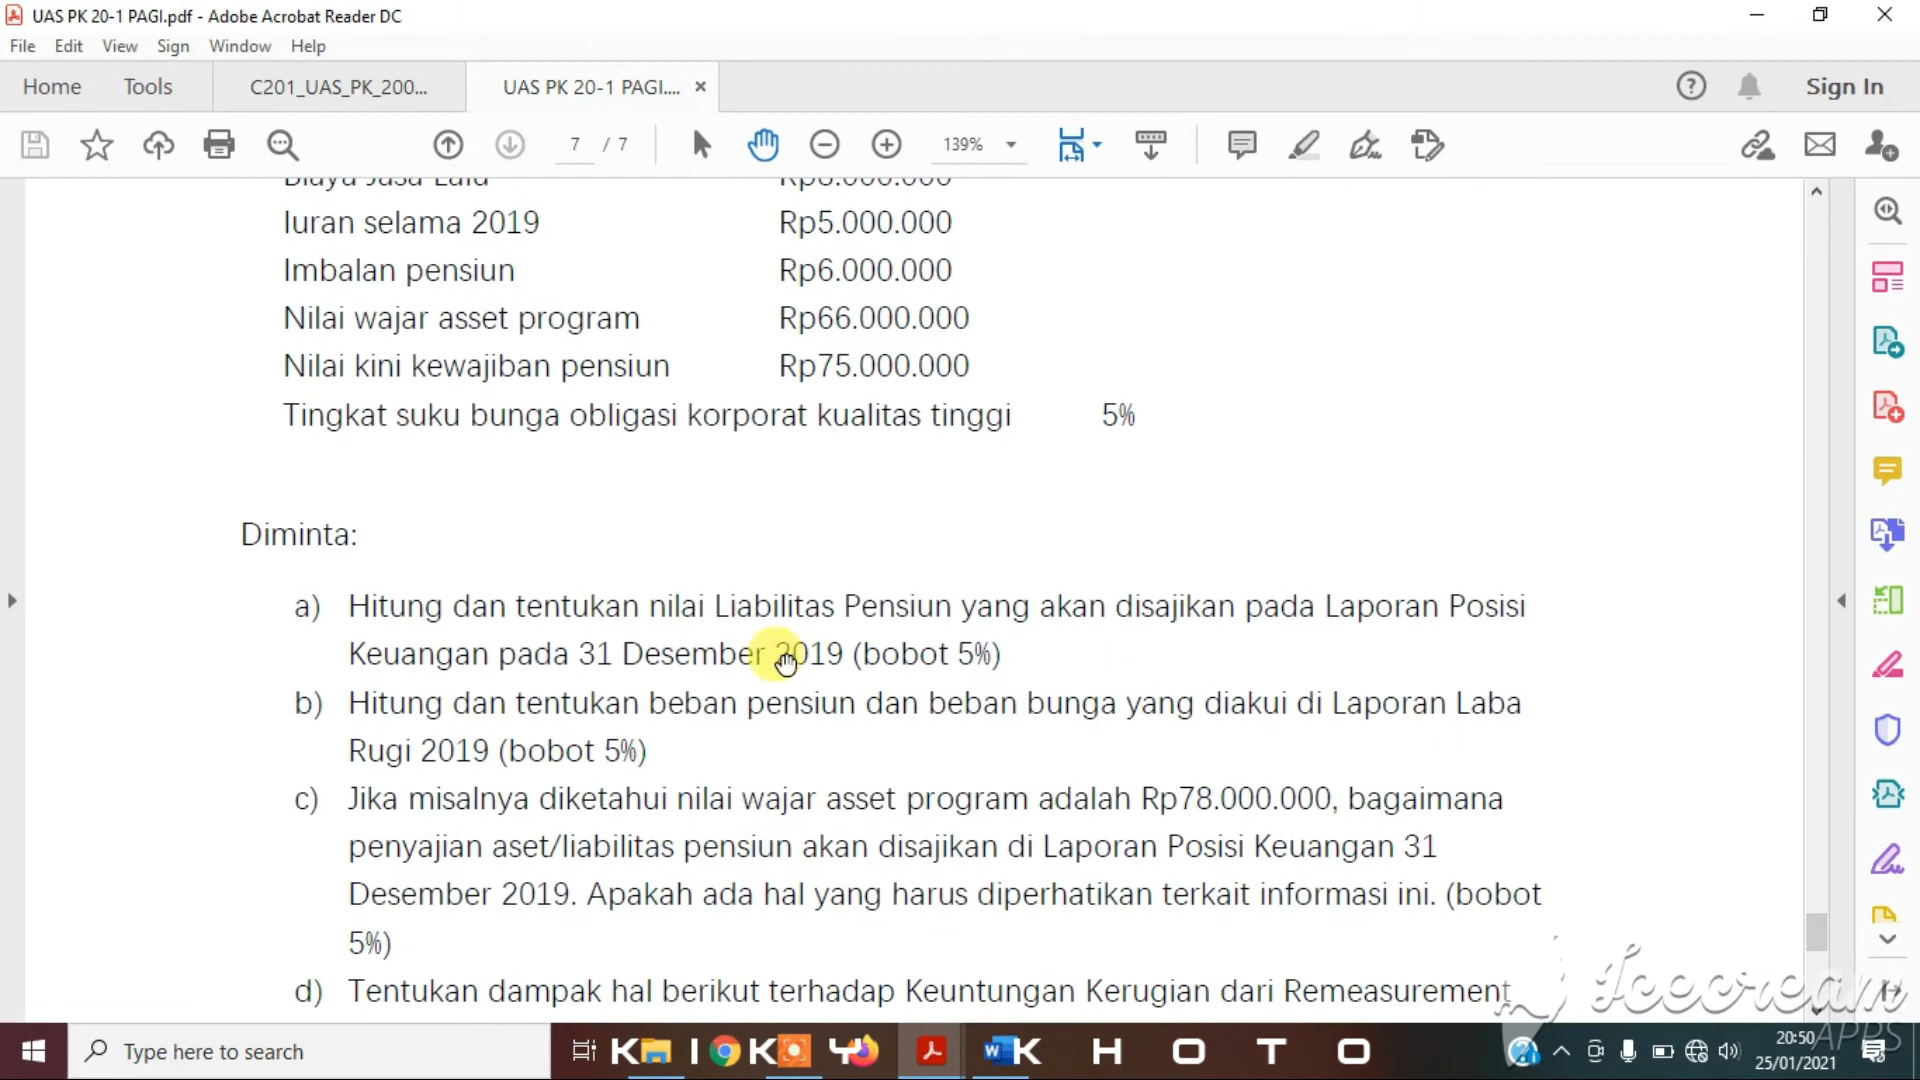 UAS PK 20-1 PAGI.pdf - Adobe Acrobat Reader DC
File Edit View Sign Window Help
Home Tools C201_UAS_PK_200... UAS PK 20-1 PAGI.... × Sign In
7 / 7 139%
Biaya Jasa Lalu Rp8.000.000
Iuran selama 2019 Rp5.000.000
Imbalan pensiun Rp6.000.000
Nilai wajar asset program Rp66.000.000
Nilai kini kewajiban pensiun Rp75.000.000
Tingkat suku bunga obligasi korporat kualitas tinggi 5%
Diminta:
a) Hitung dan tentukan nilai Liabilitas Pensiun yang akan disajikan pada Laporan Posisi
Keuangan pada 31 Desember 2019 (bobot 5%)
b) Hitung dan tentukan beban pensiun dan beban bunga yang diakui di Laporan Laba
Rugi 2019 (bobot 5%)
c) Jika misalnya diketahui nilai wajar asset program adalah Rp78.000.000, bagaimana
penyajian aset/liabilitas pensiun akan disajikan di Laporan Posisi Keuangan 31
Desember 2019. Apakah ada hal yang harus diperhatikan terkait informasi ini. (bobot
5%)
d) Tentukan dampak hal berikut terhadap Keuntungan Kerugian dari Remeasurement
Icecream
APPS
Type here to search
K I K K H O T O
20:50
25/01/2021